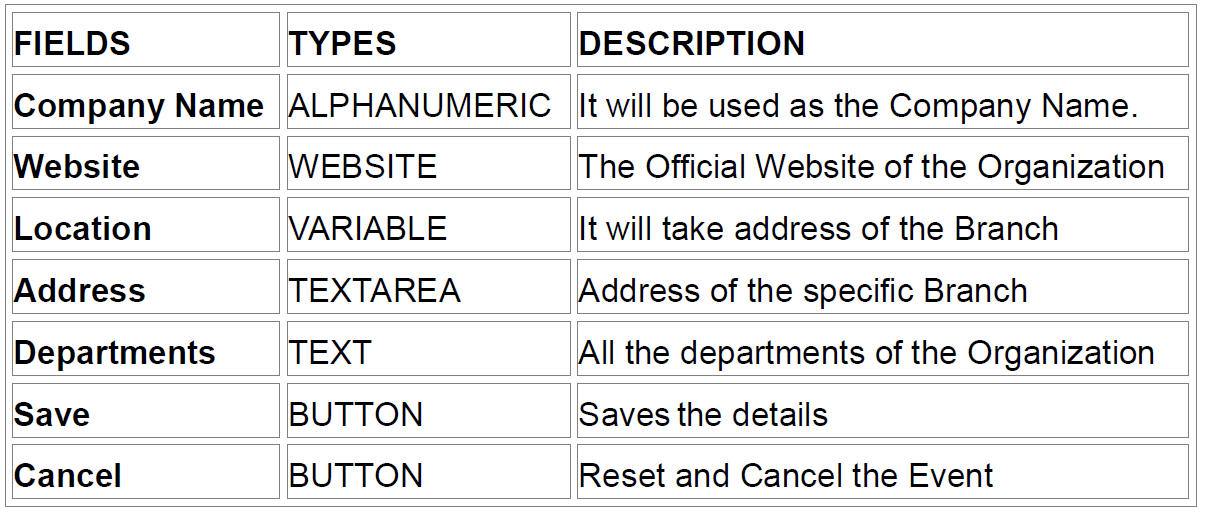 FIELDS TYPES DESCRIPTION
Company Name ALPHANUMERIC It will be used as the Company Name.
Website WEBSITE The Official Website of the Organization
Location VARIABLE It will take address of the Branch
Address TEXTAREA Address of the specific Branch
Departments TEXT All the departments of the Organization
Save BUTTON Saves the details
Cancel BUTTON Reset and Cancel the Event